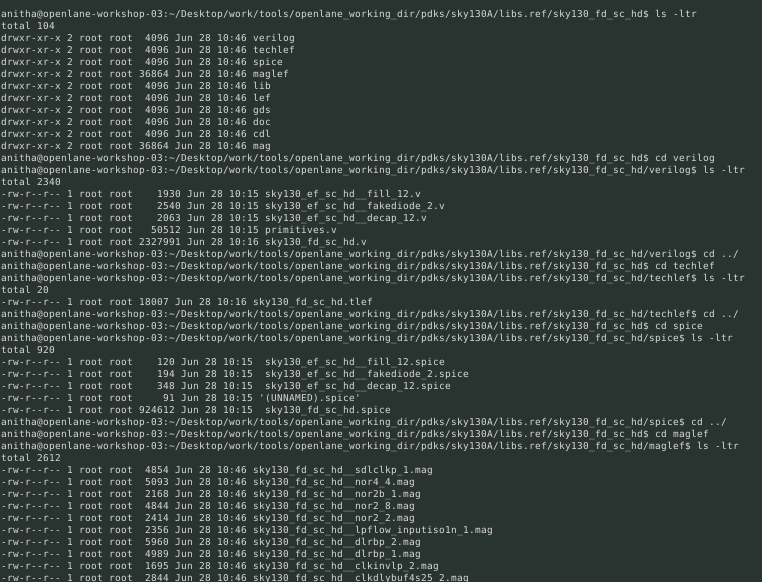 anitha@openlane-workshop-03:~/Desktop/work/tools/openlane_working_dir/pdks/sky130A/libs.ref/sky130_fd_sc_hd$ ls -ltr
total 104
drwxr-xr-x 2 root root  4096 Jun 28 10:46 verilog
drwxr-xr-x 2 root root  4096 Jun 28 10:46 techlef
drwxr-xr-x 2 root root  4096 Jun 28 10:46 spice
drwxr-xr-x 2 root root 36864 Jun 28 10:46 maglef
drwxr-xr-x 2 root root  4096 Jun 28 10:46 lib
drwxr-xr-x 2 root root  4096 Jun 28 10:46 lef
drwxr-xr-x 2 root root  4096 Jun 28 10:46 gds
drwxr-xr-x 2 root root  4096 Jun 28 10:46 doc
drwxr-xr-x 2 root root  4096 Jun 28 10:46 cdl
drwxr-xr-x 2 root root 36864 Jun 28 10:46 mag
anitha@openlane-workshop-03:~/Desktop/work/tools/openlane_working_dir/pdks/sky130A/libs.ref/sky130_fd_sc_hd$ cd verilog
anitha@openlane-workshop-03:~/Desktop/work/tools/openlane_working_dir/pdks/sky130A/libs.ref/sky130_fd_sc_hd/verilog$ ls -ltr
total 2340
-rw-r--r-- 1 root root    1930 Jun 28 10:15 sky130_ef_sc_hd__fill_12.v
-rw-r--r-- 1 root root    2540 Jun 28 10:15 sky130_ef_sc_hd__fakediode_2.v
-rw-r--r-- 1 root root    2063 Jun 28 10:15 sky130_ef_sc_hd__decap_12.v
-rw-r--r-- 1 root root   50512 Jun 28 10:15 primitives.v
-rw-r--r-- 1 root root 2327991 Jun 28 10:16 sky130_fd_sc_hd.v
anitha@openlane-workshop-03:~/Desktop/work/tools/openlane_working_dir/pdks/sky130A/libs.ref/sky130_fd_sc_hd/verilog$ cd ../
anitha@openlane-workshop-03:~/Desktop/work/tools/openlane_working_dir/pdks/sky130A/libs.ref/sky130_fd_sc_hd$ cd techlef
anitha@openlane-workshop-03:~/Desktop/work/tools/openlane_working_dir/pdks/sky130A/libs.ref/sky130_fd_sc_hd/techlef$ ls -ltr
total 20
-rw-r--r-- 1 root root 18007 Jun 28 10:16 sky130_fd_sc_hd.tlef
anitha@openlane-workshop-03:~/Desktop/work/tools/openlane_working_dir/pdks/sky130A/libs.ref/sky130_fd_sc_hd/techlef$ cd ../
anitha@openlane-workshop-03:~/Desktop/work/tools/openlane_working_dir/pdks/sky130A/libs.ref/sky130_fd_sc_hd$ cd spice
anitha@openlane-workshop-03:~/Desktop/work/tools/openlane_working_dir/pdks/sky130A/libs.ref/sky130_fd_sc_hd/spice$ ls -ltr
total 920
-rw-r--r-- 1 root root    120 Jun 28 10:15  sky130_ef_sc_hd__fill_12.spice
-rw-r--r-- 1 root root    194 Jun 28 10:15  sky130_ef_sc_hd__fakediode_2.spice
-rw-r--r-- 1 root root    348 Jun 28 10:15  sky130_ef_sc_hd__decap_12.spice
-rw-r--r-- 1 root root     91 Jun 28 10:15 '(UNNAMED).spice'
-rw-r--r-- 1 root root 924612 Jun 28 10:15  sky130_fd_sc_hd.spice
anitha@openlane-workshop-03:~/Desktop/work/tools/openlane_working_dir/pdks/sky130A/libs.ref/sky130_fd_sc_hd/spice$ cd ../
anitha@openlane-workshop-03:~/Desktop/work/tools/openlane_working_dir/pdks/sky130A/libs.ref/sky130_fd_sc_hd$ cd maglef
anitha@openlane-workshop-03:~/Desktop/work/tools/openlane_working_dir/pdks/sky130A/libs.ref/sky130_fd_sc_hd/maglef$ ls -ltr
total 2612
-rw-r--r-- 1 root root  4854 Jun 28 10:46 sky130_fd_sc_hd__sdlclkp_1.mag
-rw-r--r-- 1 root root  5093 Jun 28 10:46 sky130_fd_sc_hd__nor4_4.mag
-rw-r--r-- 1 root root  2168 Jun 28 10:46 sky130_fd_sc_hd__nor2b_1.mag
-rw-r--r-- 1 root root  4844 Jun 28 10:46 sky130_fd_sc_hd__nor2_8.mag
-rw-r--r-- 1 root root  2414 Jun 28 10:46 sky130_fd_sc_hd__nor2_2.mag
-rw-r--r-- 1 root root  2356 Jun 28 10:46 sky130_fd_sc_hd__lpflow_inputiso1n_1.mag
-rw-r--r-- 1 root root  5960 Jun 28 10:46 sky130_fd_sc_hd__dlrbp_2.mag
-rw-r--r-- 1 root root  4989 Jun 28 10:46 sky130_fd_sc_hd__dlrbp_1.mag
-rw-r--r-- 1 root root  1695 Jun 28 10:46 sky130_fd_sc_hd__clkinvlp_2.mag
-rw-r--r-- 1 root root  2844 Jun 28 10:46 sky130_fd_sc_hd__clkdlybuf4s25_2.mag